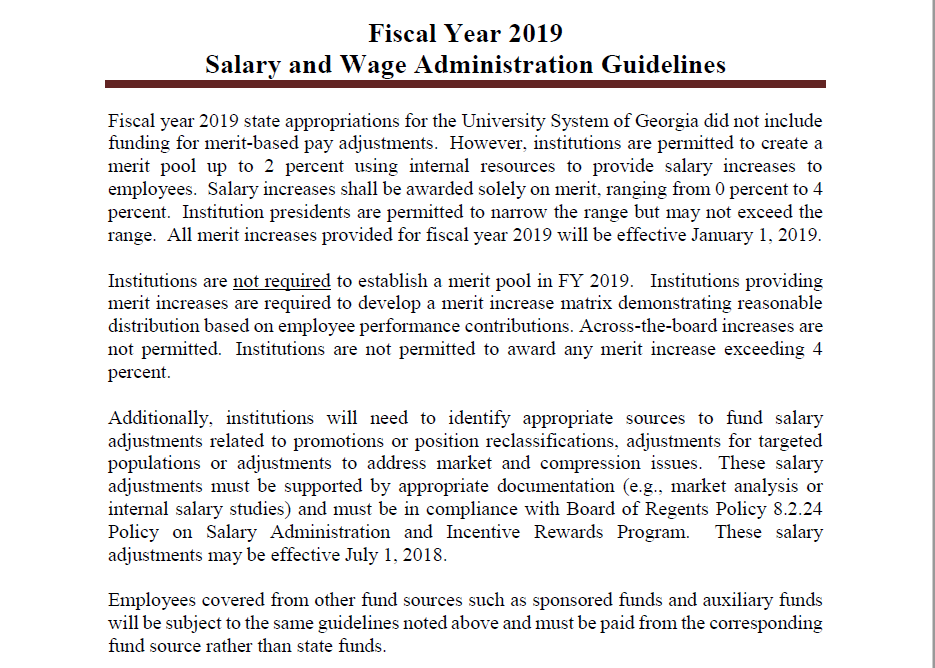 Fiscal Year 2019
Salary and Wage Administration Guidelines
Fiscal year 2019 state appropriations for the University System of Georgia did not include
funding for merit-based pay adjustments. However, institutions are permitted to create a
merit pool up to 2 percent using internal resources to provide salary increases to
employees. Salary increases shall be awarded solely on merit, ranging from 0 percent to 4
percent. Institution presidents are permitted to narrow the range but may not exceed the
range. All merit increases provided for fiscal year 2019 will be effective January 1, 2019.
Institutions are not required to establish a merit pool in FY 2019. Institutions providing
merit increases are required to develop a merit increase matrix demonstrating reasonable
distribution based on employee performance contributions. Across-the-board increases are
not permitted. Institutions are not permitted to award any merit increase exceeding 4
percent.
Additionally, institutions will need to identify appropriate sources to fund salary
adjustments related to promotions or position reclassifications, adjustments for targeted
populations or adjustments to address market and compression issues. These salary
adjustments must be supported by appropriate documentation (e.g., market analysis or
internal salary studies) and must be in compliance with Board of Regents Policy 8.2.24
Policy on Salary Administration and Incentive Rewards Program. These salary
adjustments may be effective July 1, 2018.
Employees covered from other fund sources such as sponsored funds and auxiliary funds
will be subject to the same guidelines noted above and must be paid from the corresponding
fund source rather than state funds.